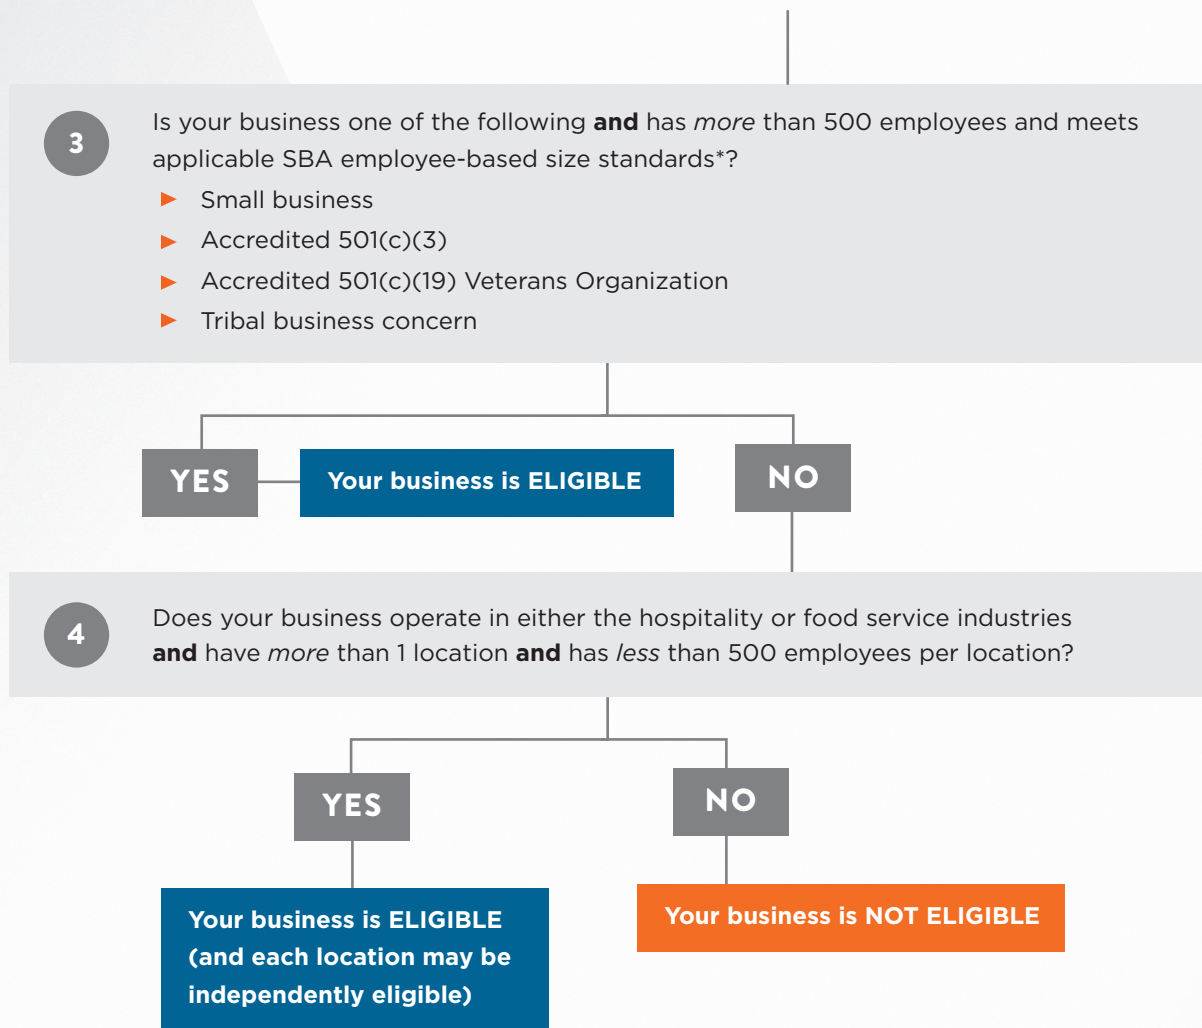 3
Is your business one of the following and has more than 500 employees and meets
applicable SBA employee-based size standards*?
► Small business
► Accredited 501(c)(3)
► Accredited 501(c)(19) Veterans Organization
► Tribal business concern
YES
Your business is ELIGIBLE
NO
4
Does your business operate in either the hospitality or food service industries
and have more than 1 location and has less than 500 employees per location?
YES
NO
Your business is ELIGIBLE
(and each location may be
independently eligible)
Your business is NOT ELIGIBLE